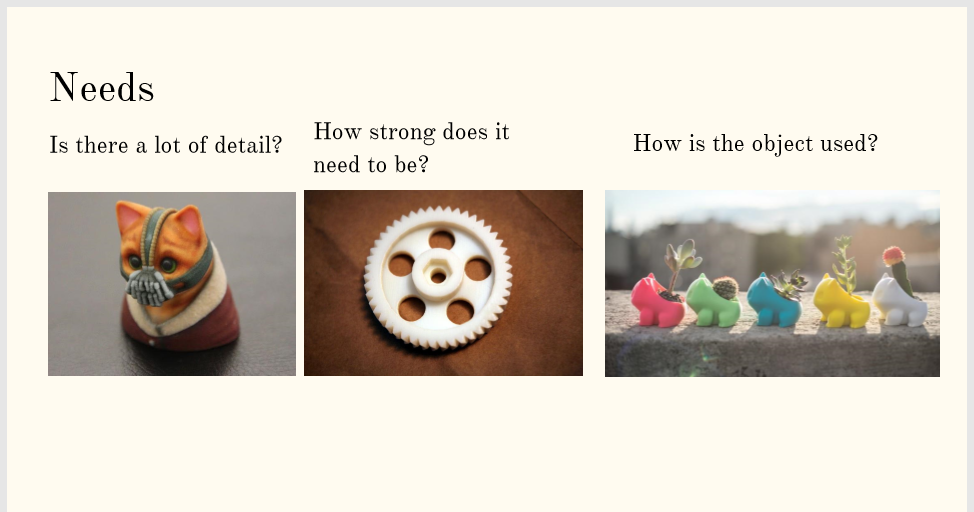 Needs
Is there a lot of detail?
How strong does it
need to be?
How is the object used?